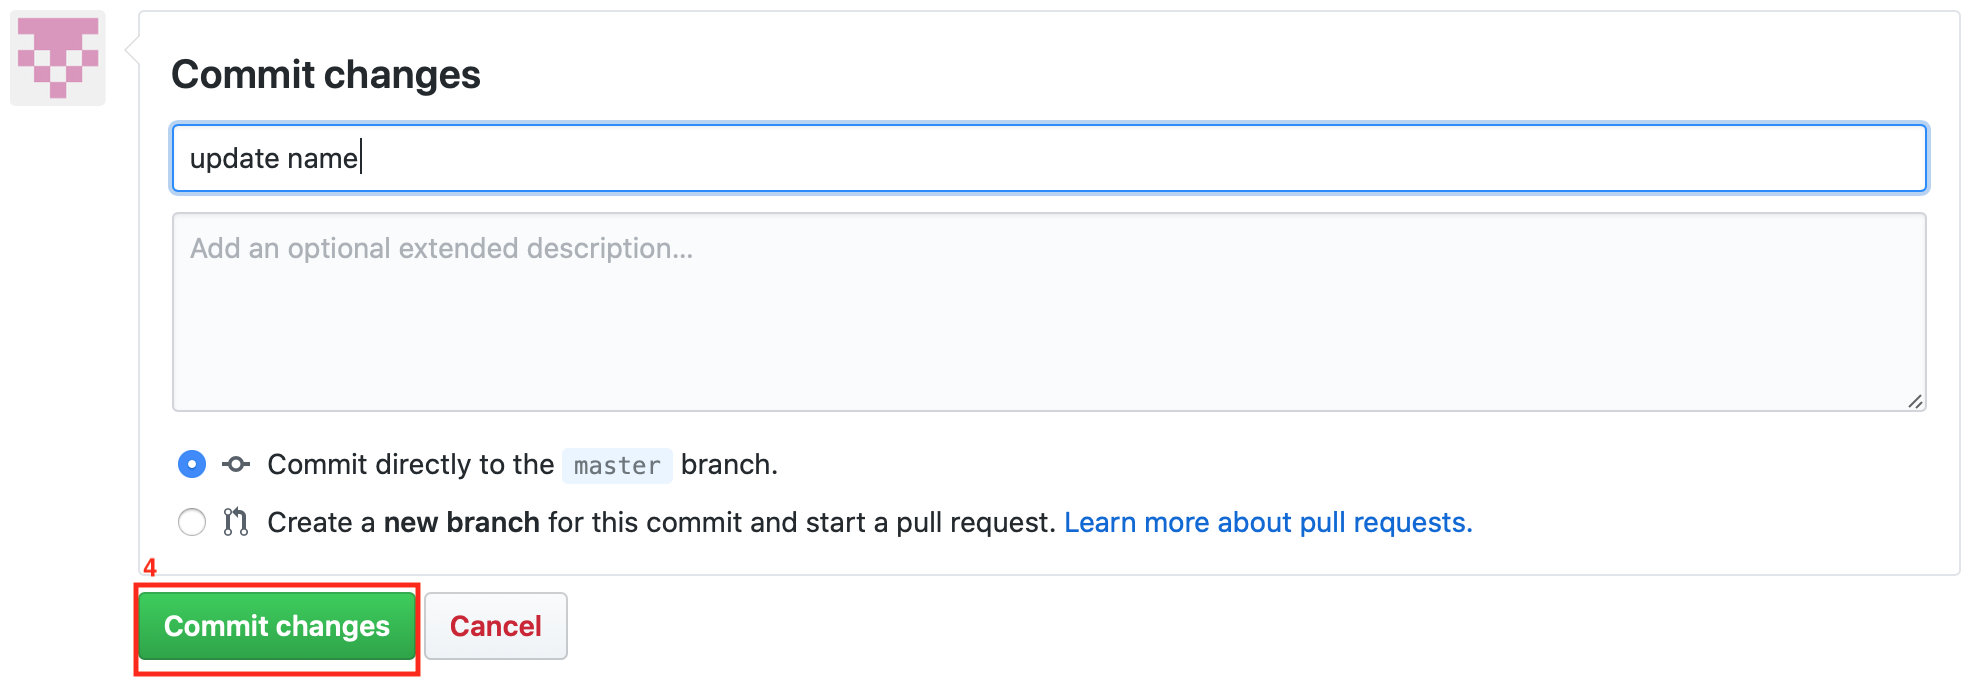 Commit changes
update name
Add an optional extended description...
Commit directly to the master branch.
Create a new branch for this commit and start a pull request. Learn more about pull requests.
4
Commit changes
Cancel